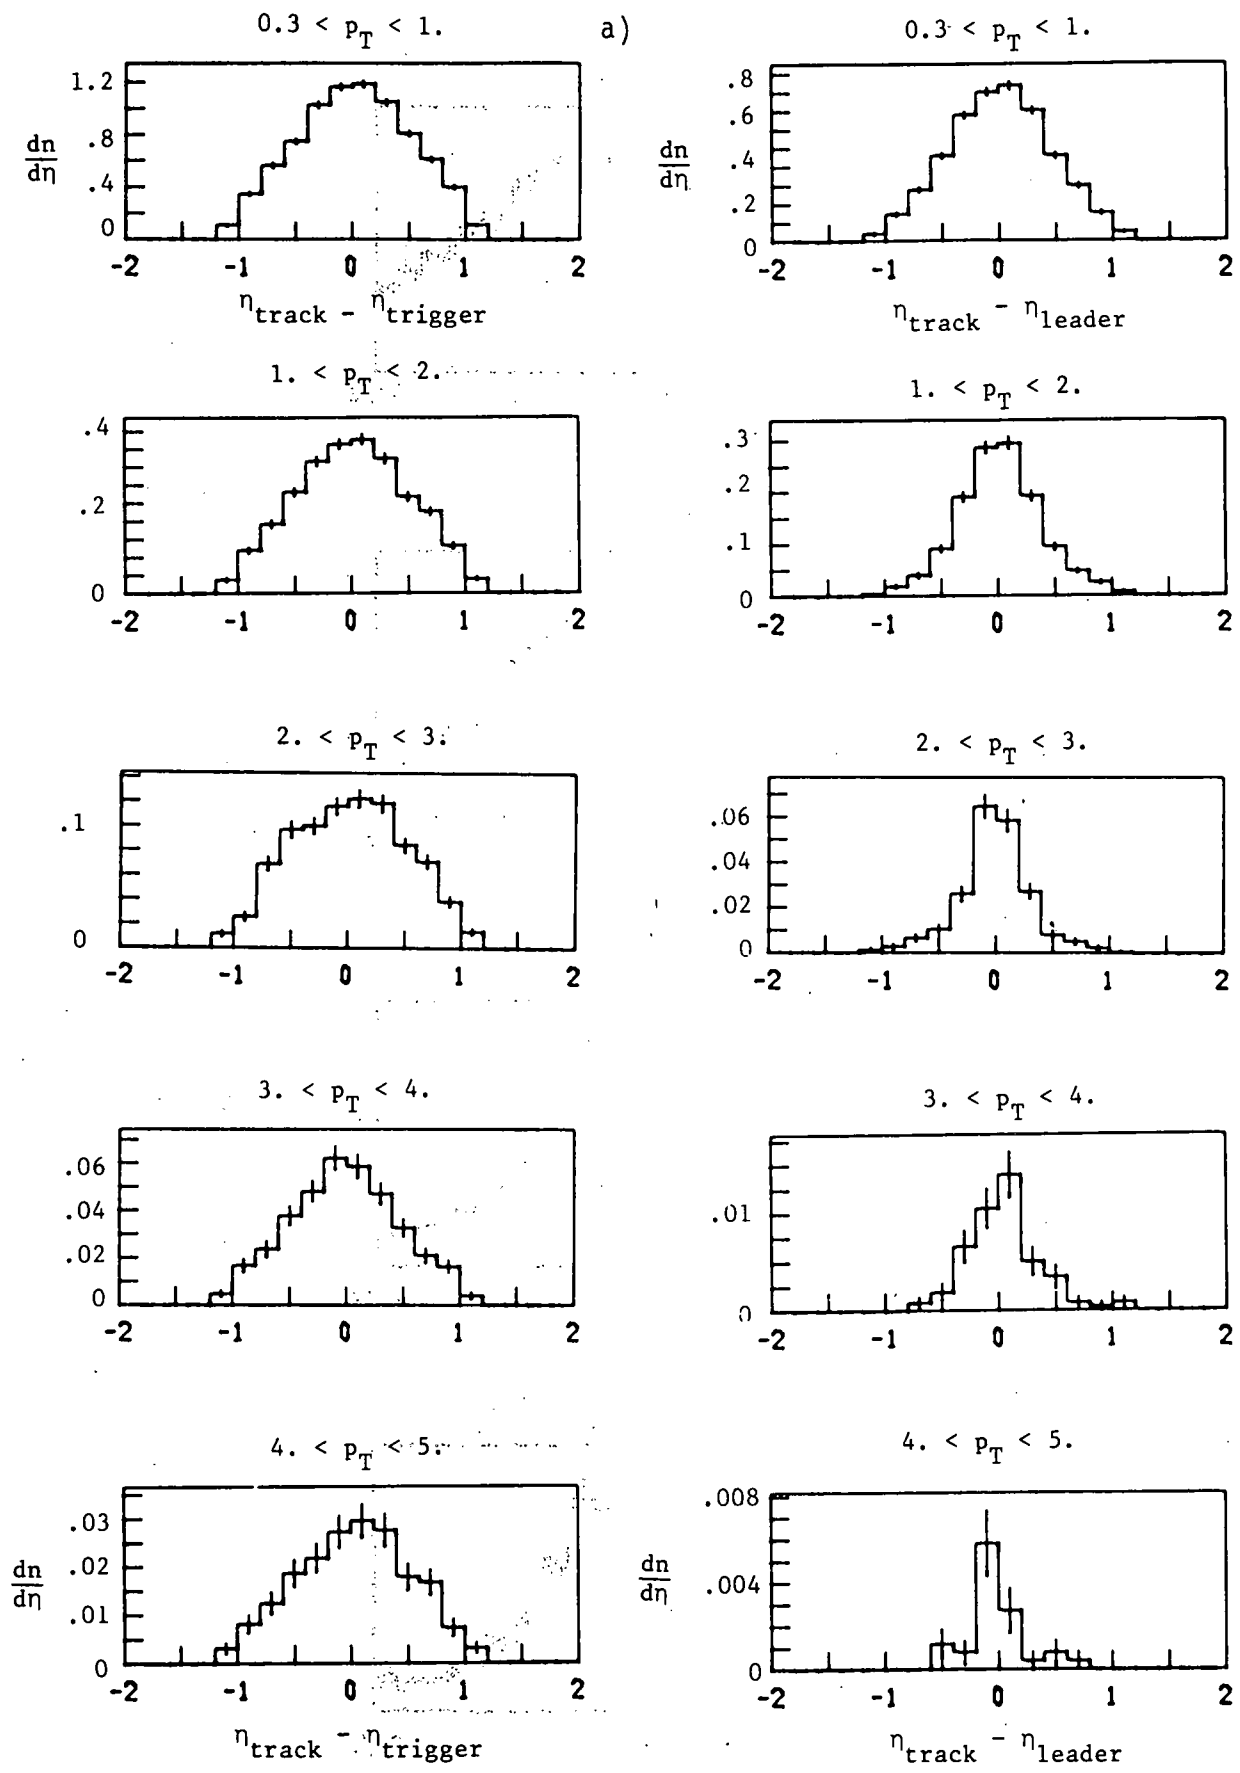 0.3 < p_T < 1.
a)
0.3 < p_T < 1.
1.2
.8
.4
0
dn
dη
-2 -1 0 1 2
η_track - η_trigger
.8
.6
.4
.2
0
dn
dη
-2 -1 0 1 2
η_track - η_leader
1. < p_T < 2.
1. < p_T < 2.
.4
.2
0
-2 -1 0 1 2
.3
.2
.1
0
-2 -1 0 1 2
2. < p_T < 3.
2. < p_T < 3.
.1
0
-2 -1 0 1 2
.06
.04
.02
0
-2 -1 0 1 2
3. < p_T < 4.
3. < p_T < 4.
.06
.04
.02
0
-2 -1 0 1 2
.01
0
-2 -1 0 1 2
4. < p_T < 5.
4. < p_T < 5.
.03
.02
.01
0
dn
dη
-2 -1 0 1 2
η_track - η_trigger
.008
.004
0
dn
dη
-2 -1 0 1 2
η_track - η_leader